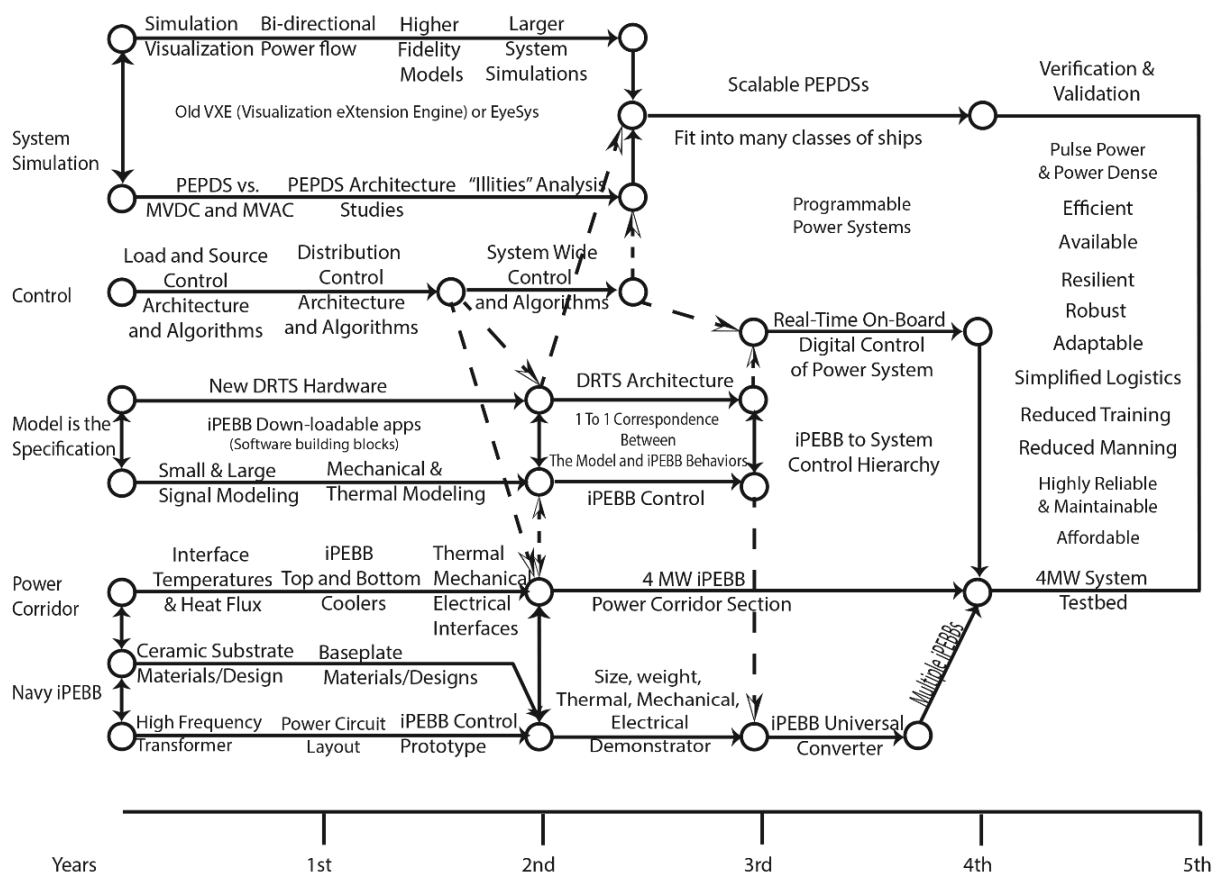 Simulation
Visualization
Bi-directional
Power flow
Higher
Fidelity
Models
Larger
System
Simulations
Old VXE (Visualization eXtension Engine) or EyeSys
System
Simulation
PEPDS vs.
MVDC and MVAC
PEPDS Architecture
Studies
"Illities" Analysis
Scalable PEPDSs
Fit into many classes of ships
Verification &
Validation
Programmable
Power Systems
Pulse Power
& Power Dense
Efficient
Available
Resilient
Robust
Adaptable
Simplified Logistics
Reduced Training
Reduced Manning
Highly Reliable
& Maintainable
Affordable
Control
Load and Source
Control
Architecture
and Algorithms
Distribution
Control
Architecture
and Algorithms
System Wide
Control
and Algorithms
Real-Time On-Board
Digital Control
of Power System
Model is the
Specification
New DRTS Hardware
iPEBB Down-loadable apps
(Software building blocks)
Small & Large
Signal Modeling
Mechanical &
Thermal Modeling
DRTS Architecture
1 To 1 Correspondence
Between
The Model and iPEBB Behaviors
iPEBB Control
iPEBB to System
Control Hierarchy
Power
Corridor
Interface
Temperatures
& Heat Flux
iPEBB
Top and Bottom
Coolers
Thermal
Mechanical
Electrical
Interfaces
4 MW iPEBB
Power Corridor Section
4MW System
Testbed
Navy iPEBB
Ceramic Substrate
Materials/Design
Baseplate
Materials/Designs
High Frequency
Transformer
Power Circuit
Layout
iPEBB Control
Prototype
Size, weight,
Thermal, Mechanical,
Electrical
Demonstrator
iPEBB Universal
Converter
Multiple iPEBBs
Years
1st
2nd
3rd
4th
5th